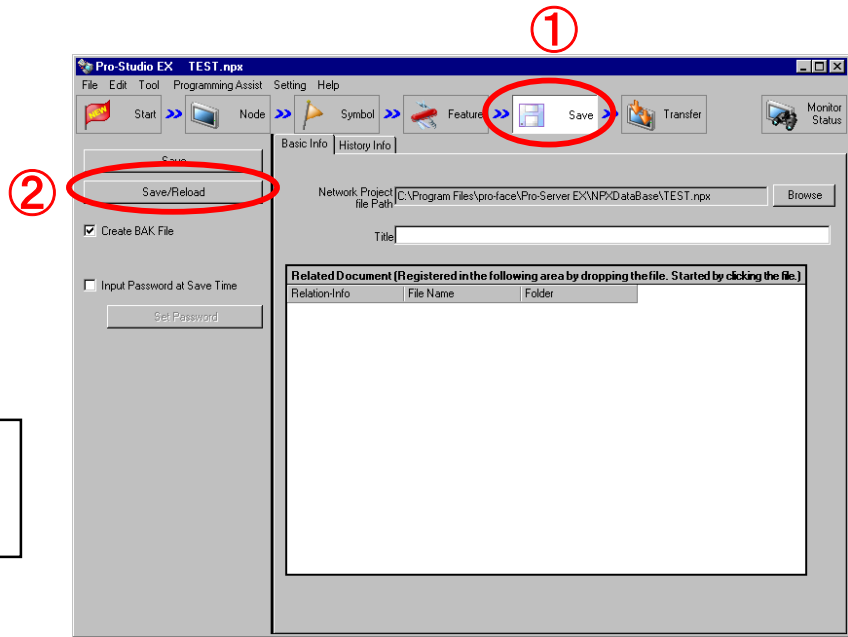 ①
Pro-Studio EX TEST.npx
File Edit Tool Programming Assist Setting Help
Start Node Symbol Feature Save Transfer Monitor Status
Basic Info History Info
Save
②
Save/Reload
Network Project file Path C:\Program Files\pro-face\Pro-Server EX\NPXDataBase\TEST.npx Browse
Create BAK File
Title
Related Document (Registered in the following area by dropping the file. Started by clicking the file.)
Input Password at Save Time
Relation-Info File Name Folder
Set Password